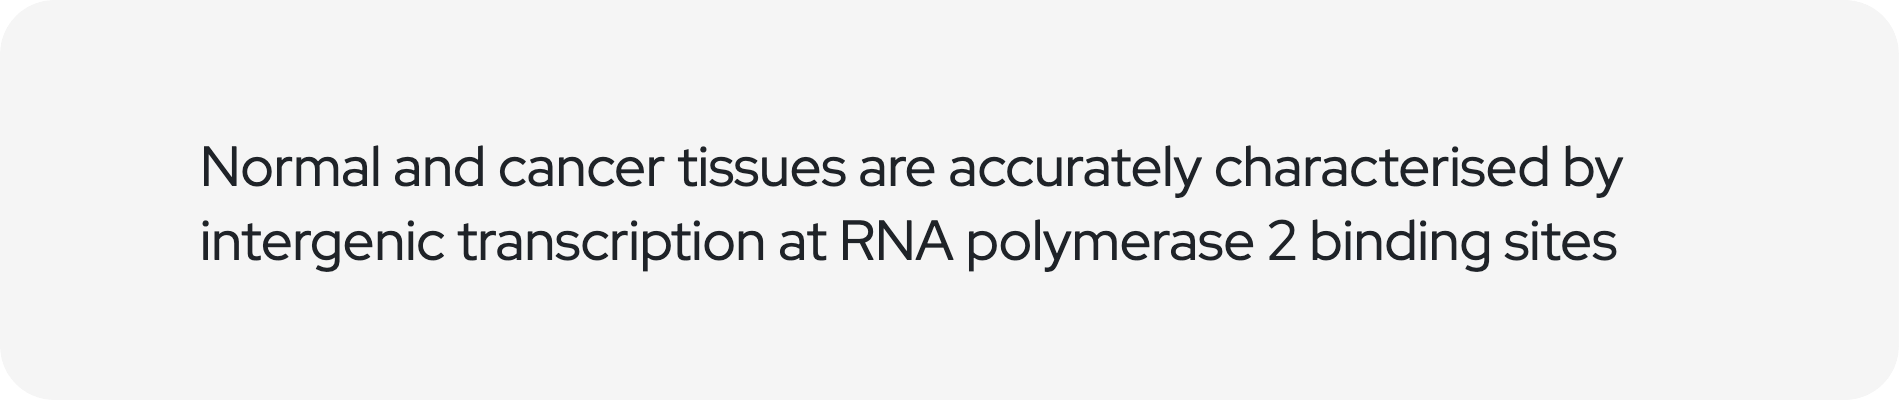 Normal and cancer tissues are accurately characterised by
intergenic transcription at RNA polymerase 2 binding sites